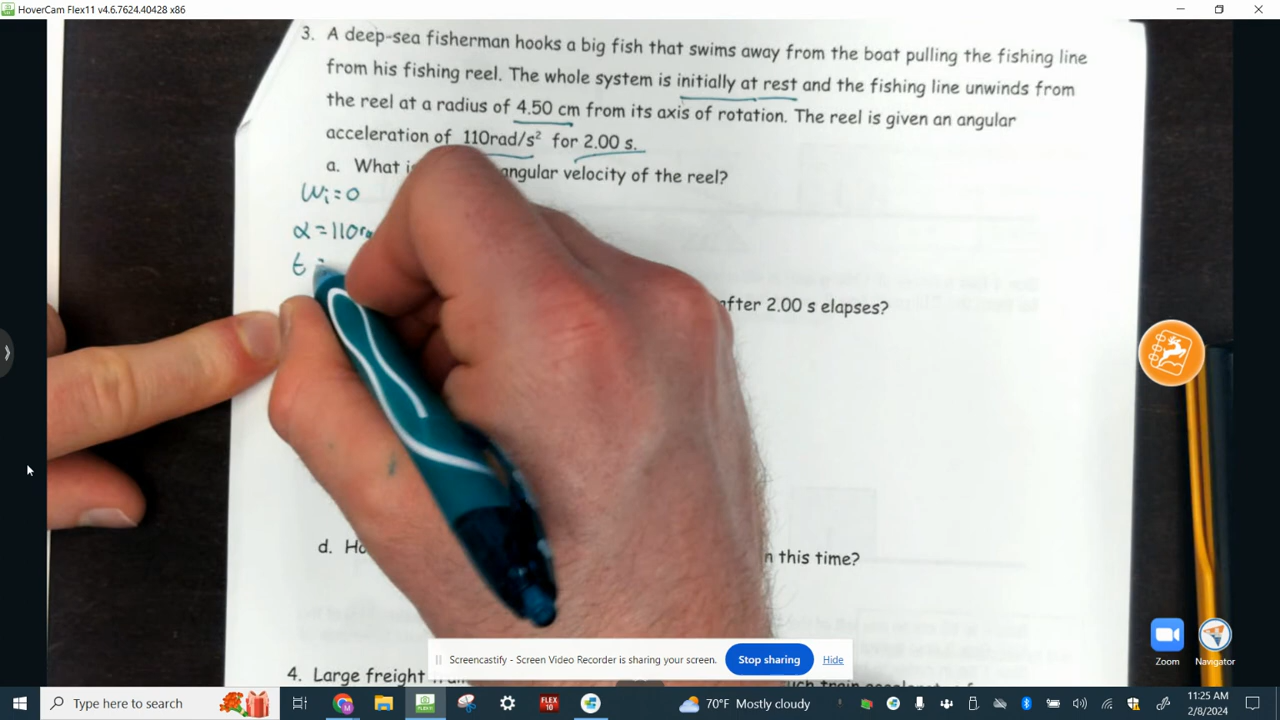 HoverCam Flex11 v4.6.7624.40428 x86
3. A deep-sea fisherman hooks a big fish that swims away from the boat pulling the fishing line
from his fishing reel. The whole system is initially at rest and the fishing line unwinds from
the reel at a radius of 4.50 cm from its axis of rotation. The reel is given an angular
acceleration of 110rad/s² for 2.00 s.
a. What angular velocity of the reel?
ωi = 0
α = 110
t =
after 2.00 s elapses?
d. this time?
4. Large freight
Screencastify - Screen Video Recorder is sharing your screen. Stop sharing Hide
Zoom Navigator
Type here to search FLEX 10 70°F Mostly cloudy 11:25 AM
2/8/2024